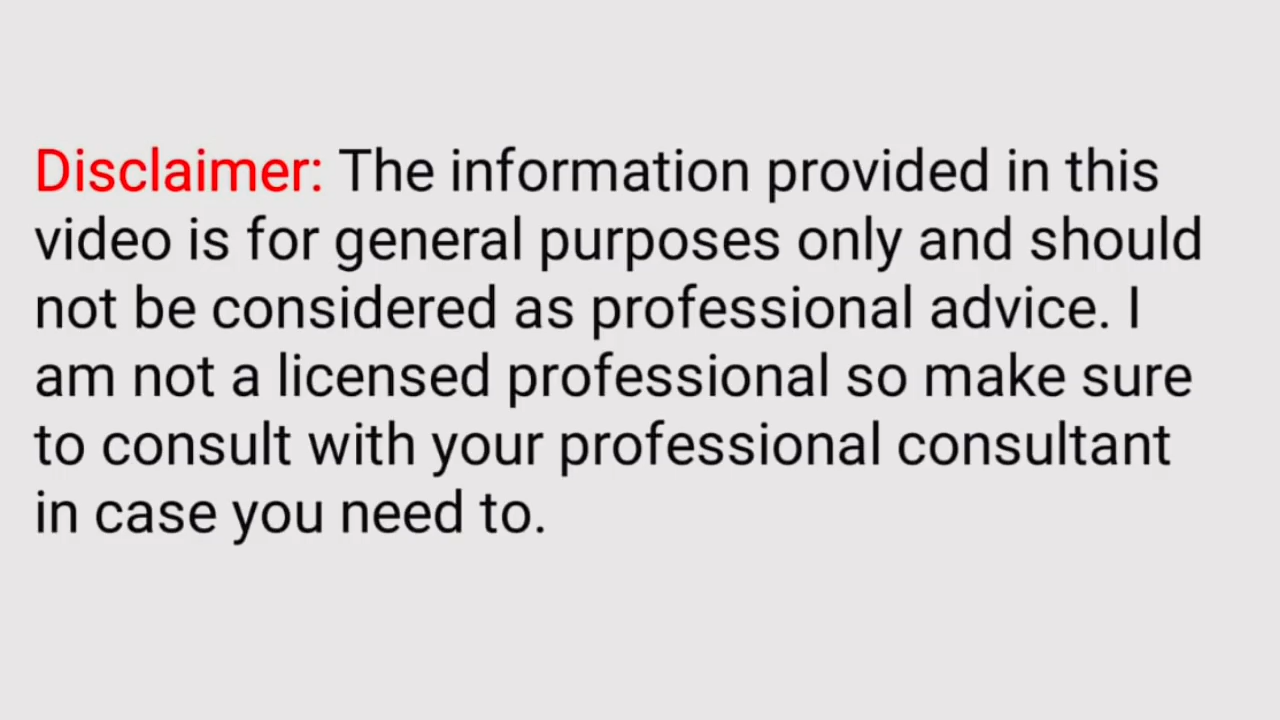 Disclaimer: The information provided in this
video is for general purposes only and should
not be considered as professional advice. I
am not a licensed professional so make sure
to consult with your professional consultant
in case you need to.